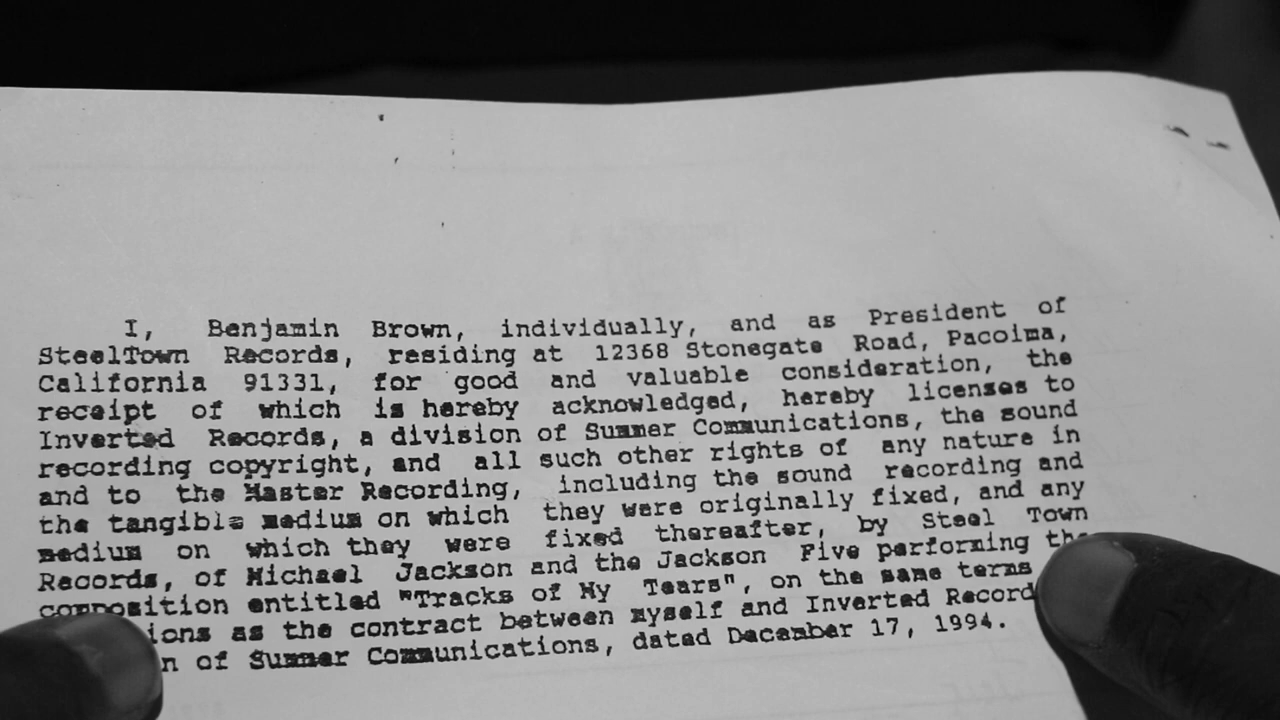 I, Benjamin Brown, individually, and as President of
SteelTown Records, residing at 12368 Stonegate Road, Pacoima,
California 91331, for good and valuable consideration, the
receipt of which is hereby acknowledged, hereby licenses to
Inverted Records, a division of Summer Communications, the sound
recording copyright, and all such other rights of any nature in
and to the Master Recording, including the sound recording and
the tangible medium on which they were originally fixed, and any
medium on which they were fixed thereafter, by Steel Town
Records, of Michael Jackson and the Jackson Five performing the
composition entitled "Tracks of My Tears", on the same terms
as the contract between myself and Inverted
of Summer Communications, dated December 17, 1994.